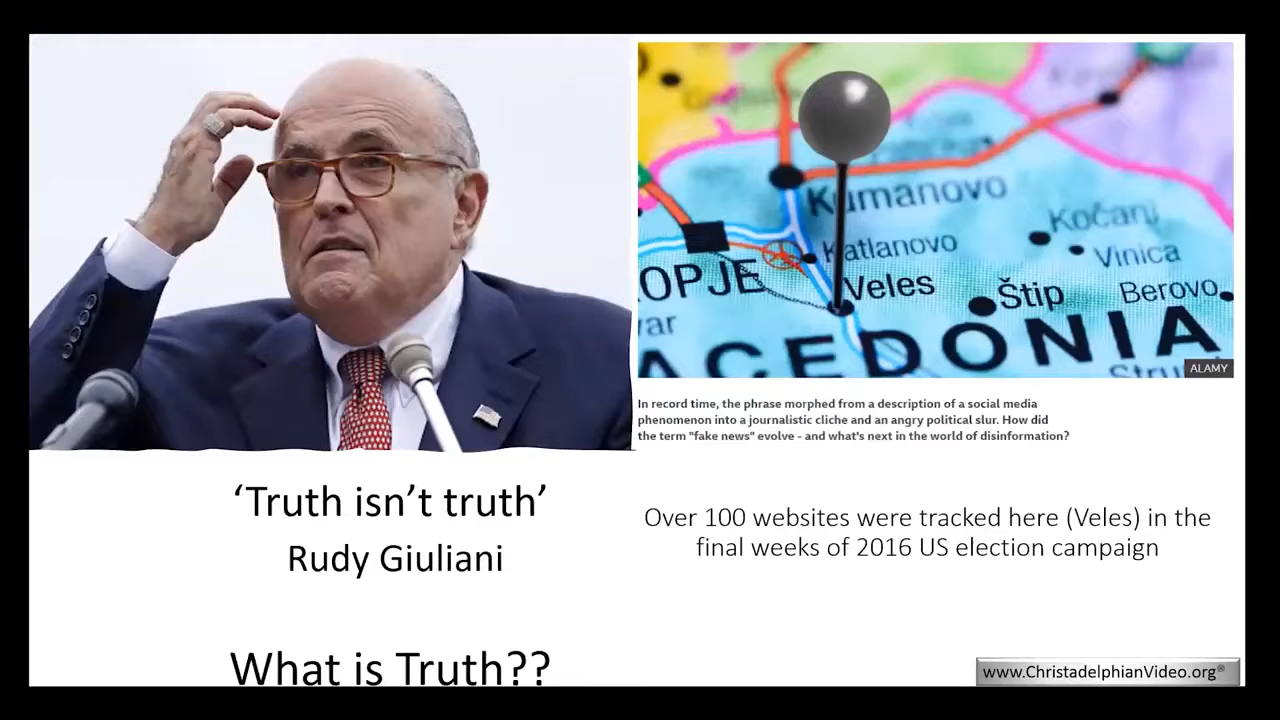 Kumanovo
Kočani
Katlanovo
Vinica
OPJE
Veles
Štip
Berovo
var
ACEDONIA
Stru
ALAMY
In record time, the phrase morphed from a description of a social media
phenomenon into a journalistic cliche and an angry political slur. How did
the term "fake news" evolve - and what's next in the world of disinformation?
‘Truth isn’t truth’
Rudy Giuliani
What is Truth??
Over 100 websites were tracked here (Veles) in the
final weeks of 2016 US election campaign
www.ChristadelphianVideo.org®